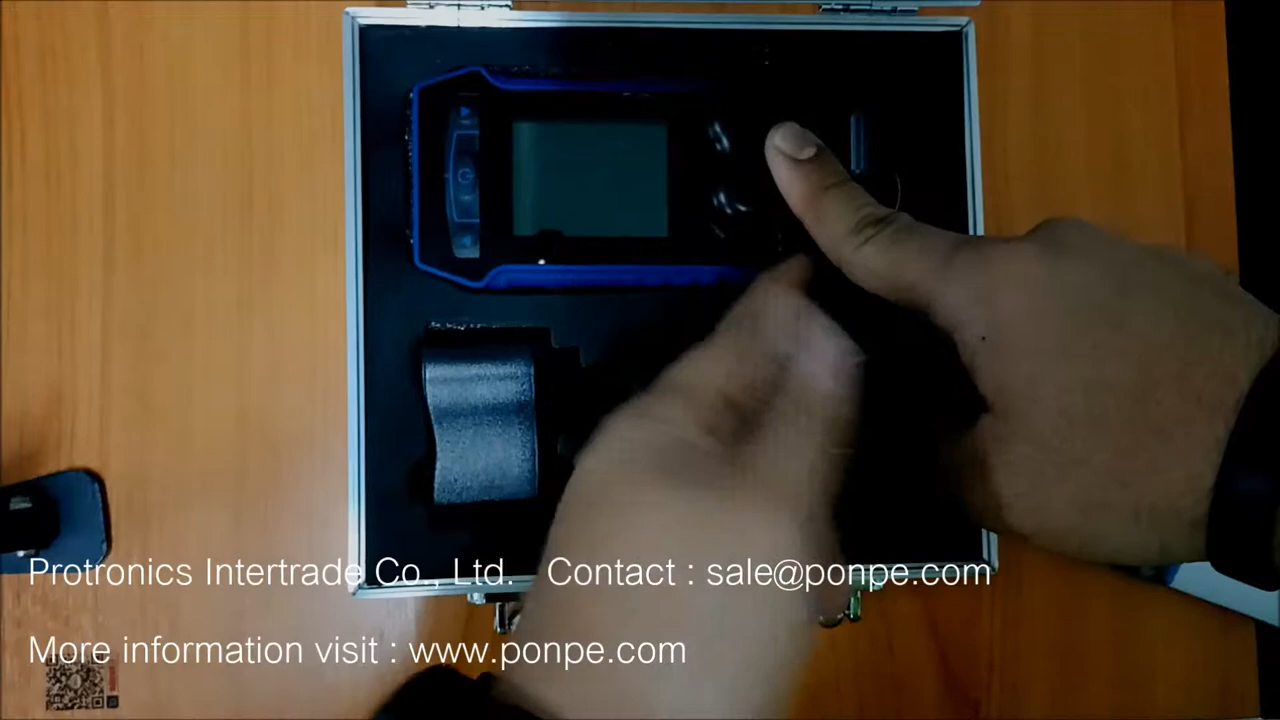 Protronics Intertrade Co., Ltd. Contact : sale@ponpe.com
More information visit : www.ponpe.com